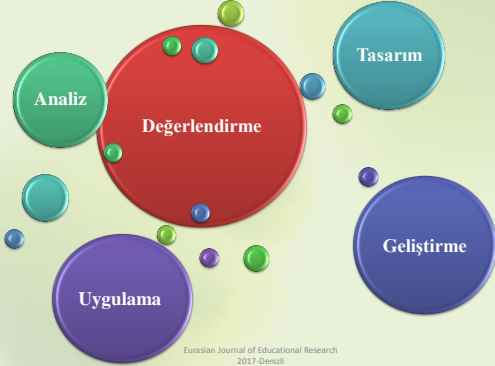 Tasarım
Analiz
Değerlendirme
Geliştirme
Uygulama
Eurasian Journal of Educational Research
2017-Denizli